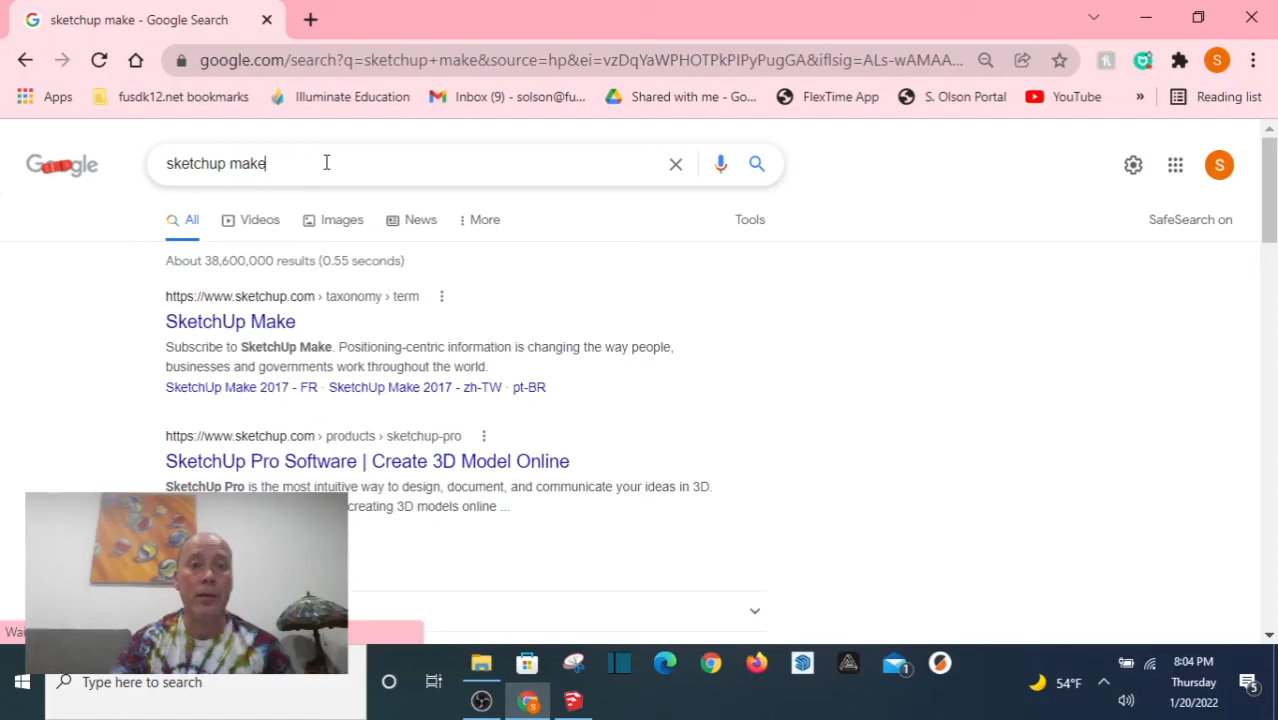 sketchup make - Google Search
google.com/search?q=sketchup+make&source=hp&ei=vzDqYaWPHOTPkPIPyPugGA&iflsig=ALs-wAMAA...
S
Apps
fusdk12.net bookmarks
Illuminate Education
Inbox (9) - solson@fu...
Shared with me - Go...
FlexTime App
S. Olson Portal
YouTube
»
Reading list
Google
sketchup make
S
All
Videos
Images
News
More
Tools
SafeSearch on
About 38,600,000 results (0.55 seconds)
https://www.sketchup.com › taxonomy › term
SketchUp Make
Subscribe to SketchUp Make. Positioning-centric information is changing the way people,
businesses and governments work throughout the world.
SketchUp Make 2017 - FR · SketchUp Make 2017 - zh-TW · pt-BR
https://www.sketchup.com › products › sketchup-pro
SketchUp Pro Software | Create 3D Model Online
SketchUp Pro is the most intuitive way to design, document, and communicate your ideas in 3D.
creating 3D models online ...
Wai
Type here to search
1
54°F
8:04 PM
Thursday
1/20/2022
5